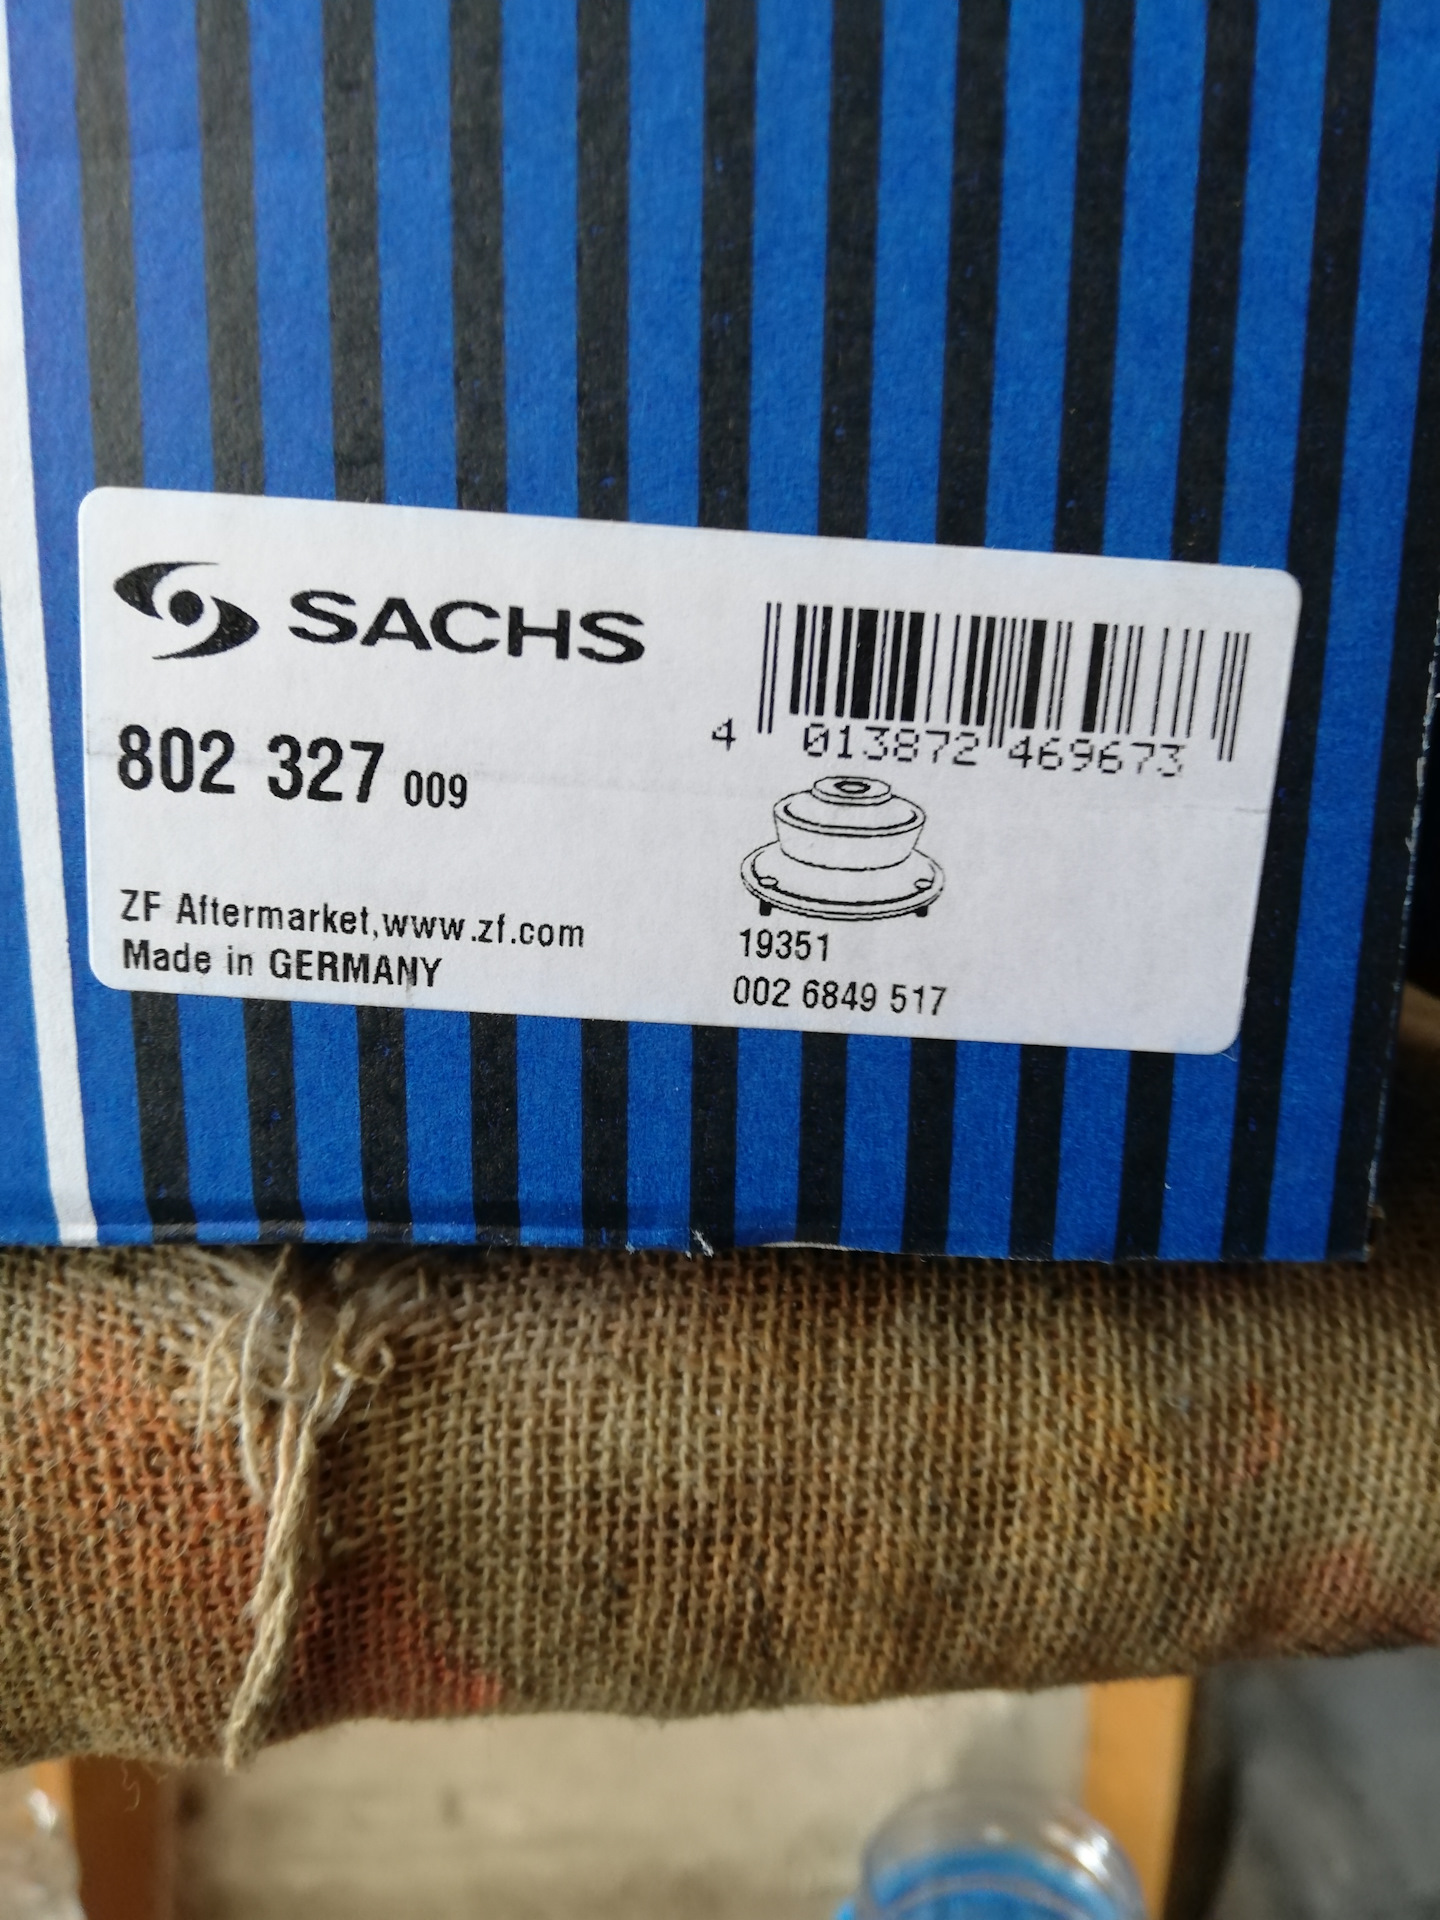 SACHS
802 327 009
4 013872 469673
ZF Aftermarket,www.zf.com
Made in GERMANY
19351
002 6849 517